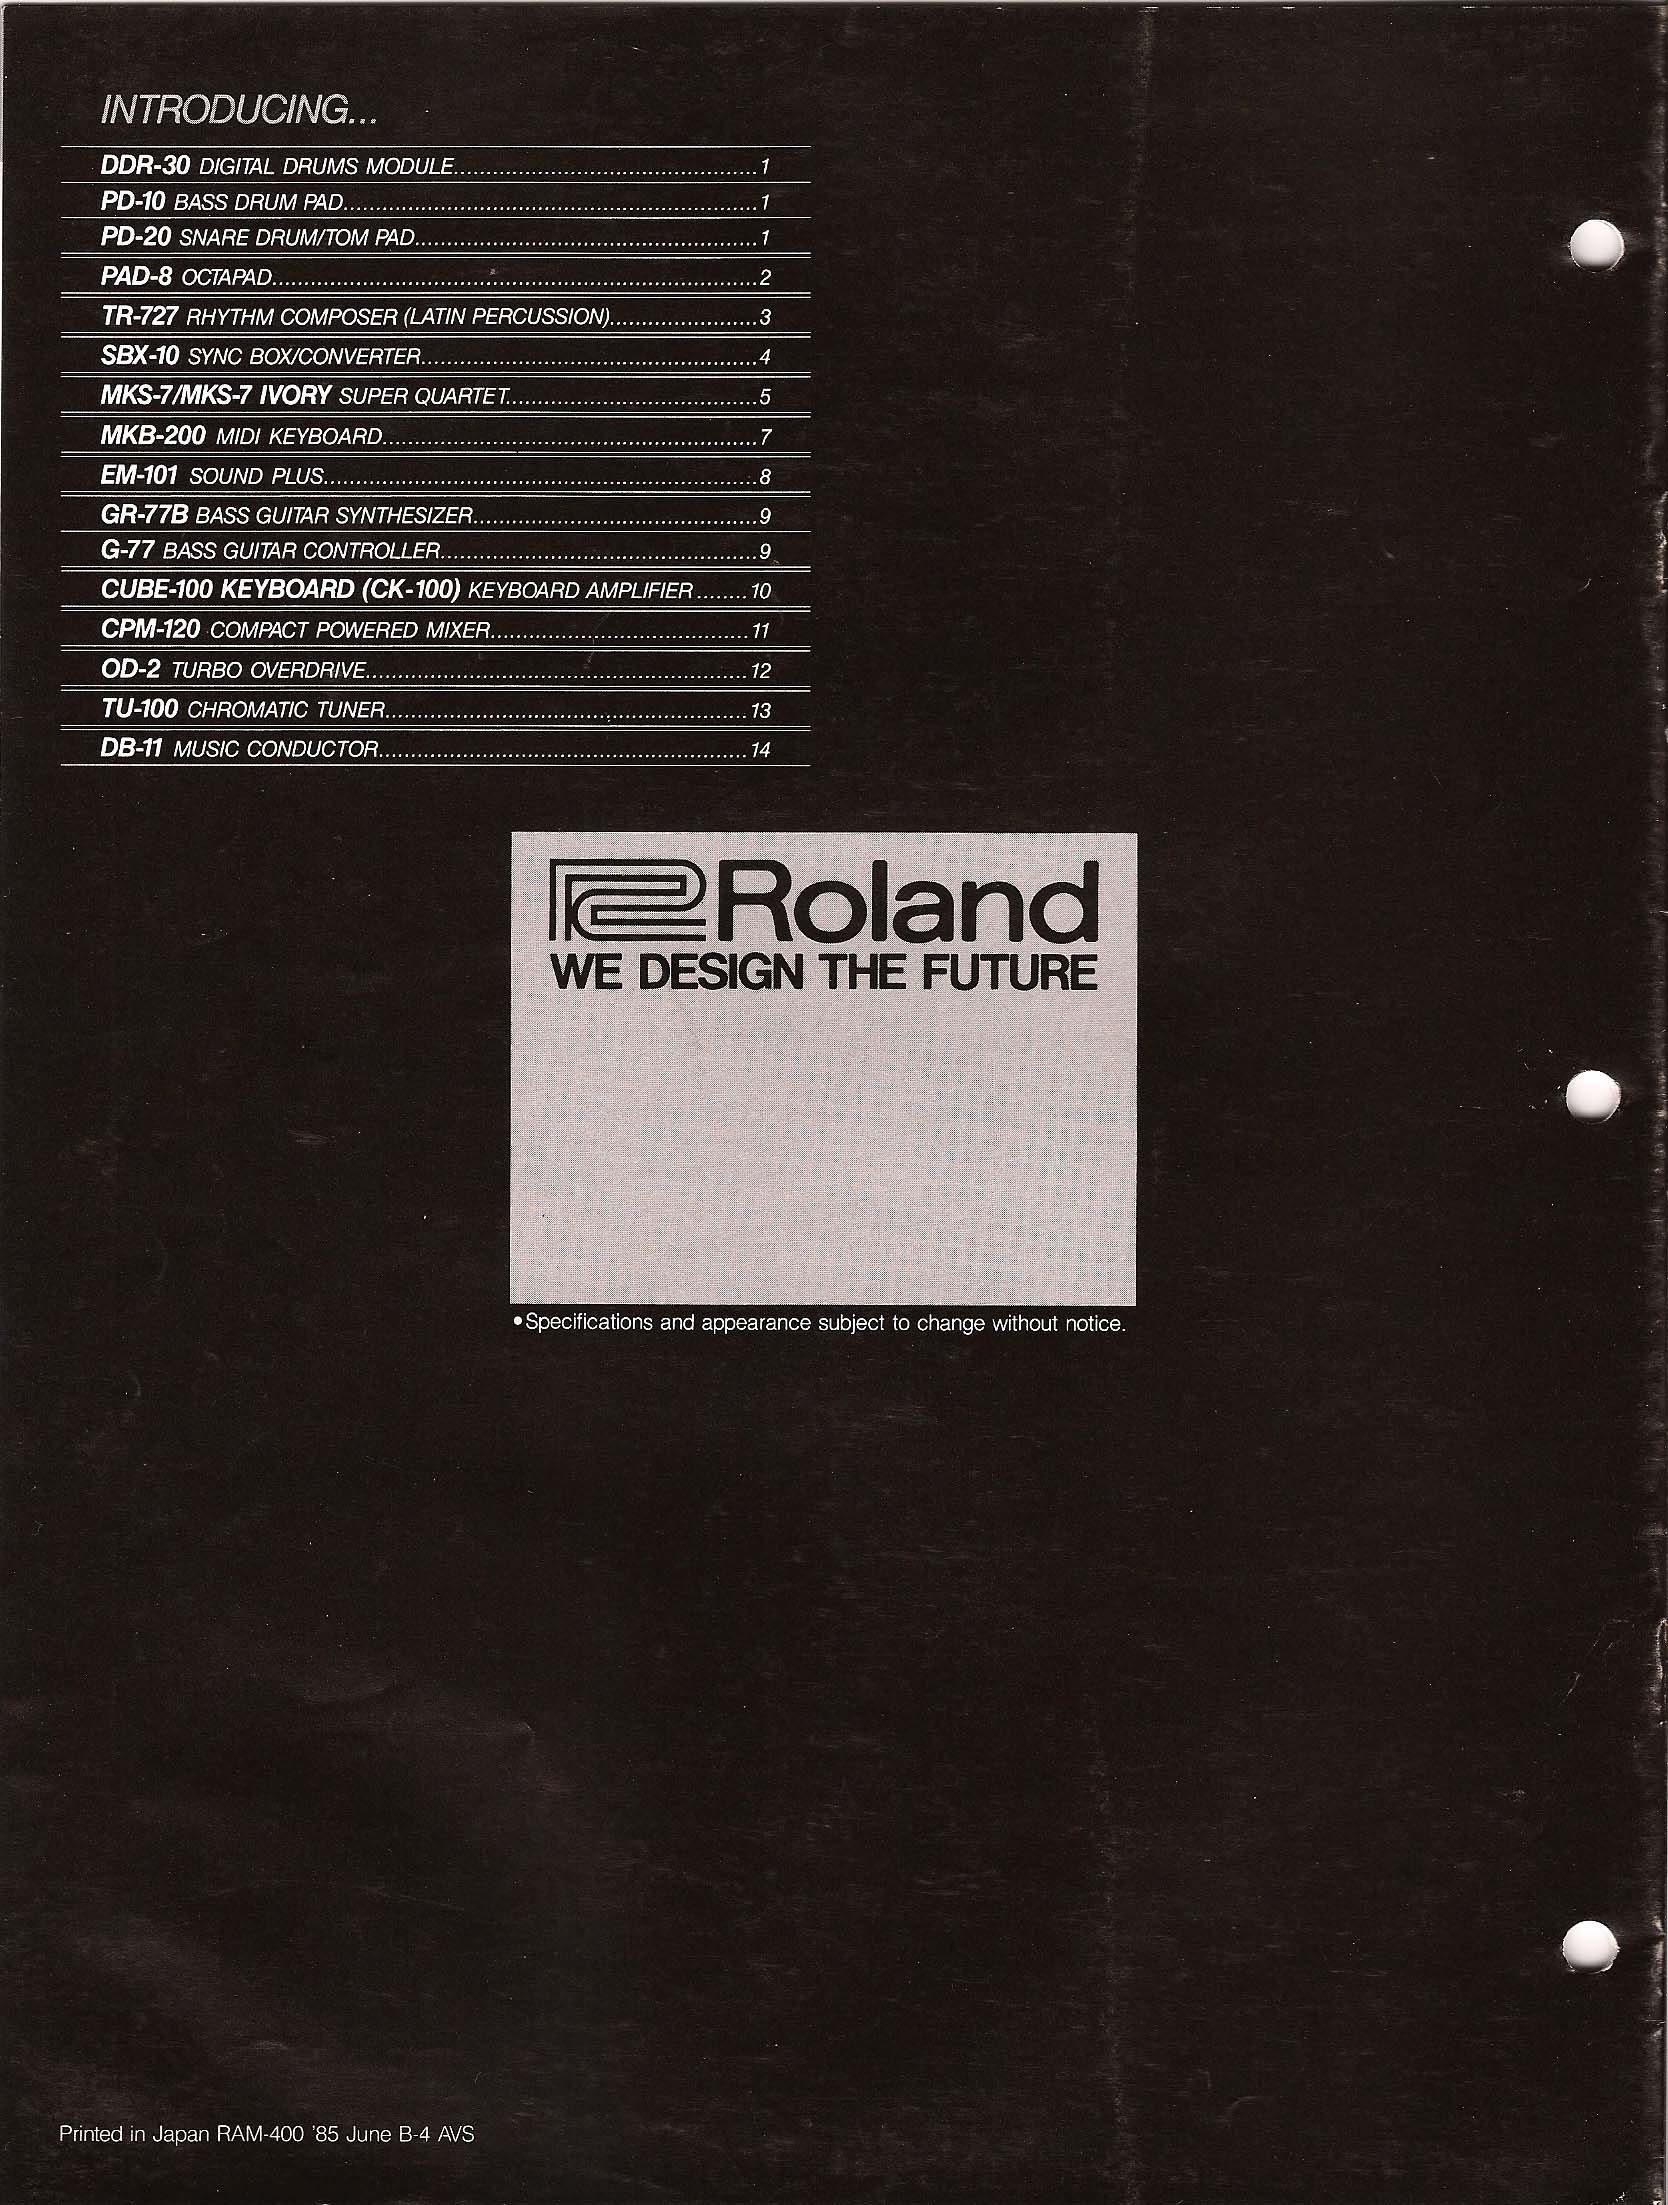 INTRODUCING...
DDR-30 DIGITAL DRUMS MODULE...............................................1
PD-10 BASS DRUM PAD................................................................1
PD-20 SNARE DRUM/TOM PAD.....................................................1
PAD-8 OCTAPAD...........................................................................2
TR-727 RHYTHM COMPOSER (LATIN PERCUSSION).......................3
SBX-10 SYNC BOX/CONVERTER....................................................4
MKS-7/MKS-7 IVORY SUPER QUARTET.......................................5
MKB-200 MIDI KEYBOARD..........................................................7
EM-101 SOUND PLUS...................................................................8
GR-77B BASS GUITAR SYNTHESIZER............................................9
G-77 BASS GUITAR CONTROLLER.................................................9
CUBE-100 KEYBOARD (CK-100) KEYBOARD AMPLIFIER........10
CPM-120 COMPACT POWERED MIXER........................................11
OD-2 TURBO OVERDRIVE...........................................................12
TU-100 CHROMATIC TUNER........................................................13
DB-11 MUSIC CONDUCTOR.........................................................14
Roland
WE DESIGN THE FUTURE
•Specifications and appearance subject to change without notice.
Printed in Japan RAM-400 '85 June B-4 AVS